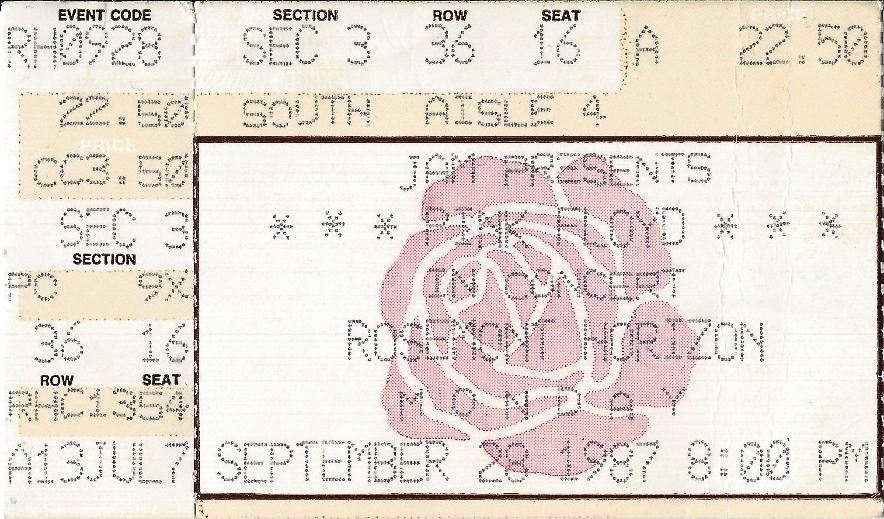 EVENT CODE
RH0928
22.50
PRICE
CC3.50
SEC 3
SECTION
PC 9X
36 16
ROW SEAT
RHC1354
A13JUL7
SECTION ROW SEAT
SEC 3 36 16 A 22.50
SOUTH AISLE 4
JAM PRESENTS
* * * PINK FLOYD * * *
IN CONCERT
ROSEMONT HORIZON
M O N D A Y
SEPTEMBER 28 1987 8:00 PM